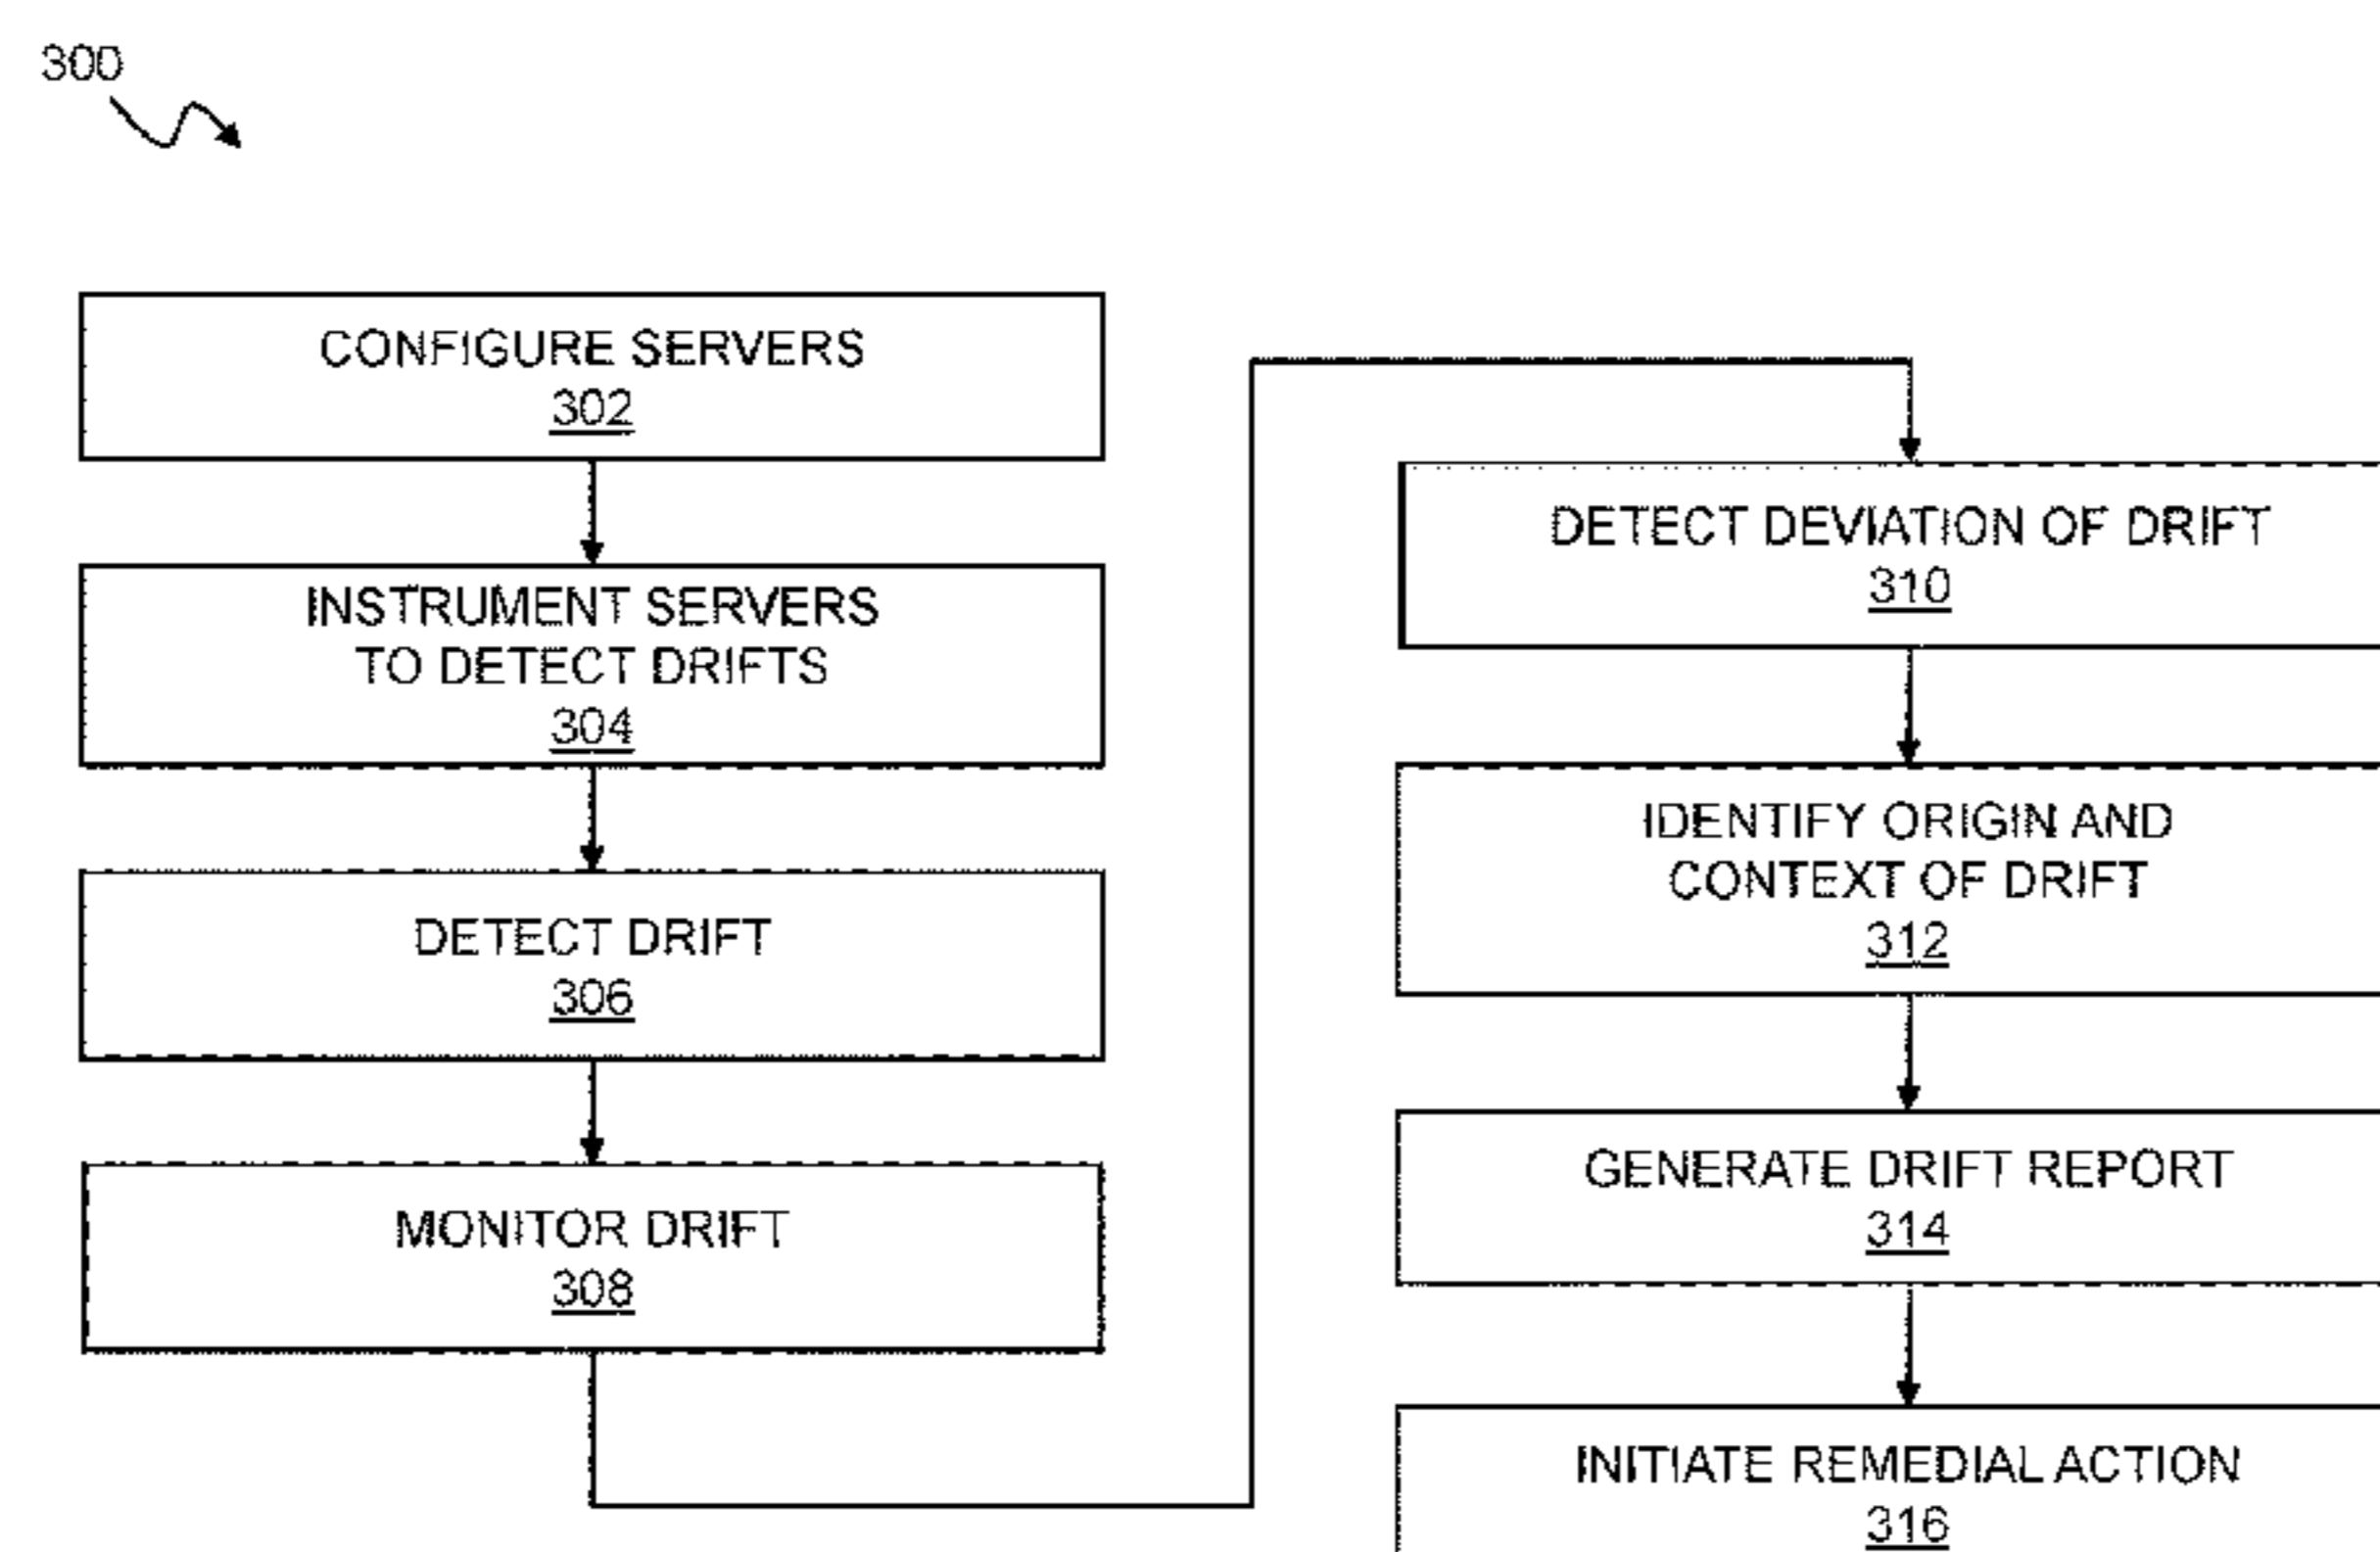 300
CONFIGURE SERVERS
302
INSTRUMENT SERVERS
TO DETECT DRIFTS
304
DETECT DRIFT
306
MONITOR DRIFT
308
DETECT DEVIATION OF DRIFT
310
IDENTIFY ORIGIN AND
CONTEXT OF DRIFT
312
GENERATE DRIFT REPORT
314
INITIATE REMEDIAL ACTION
316